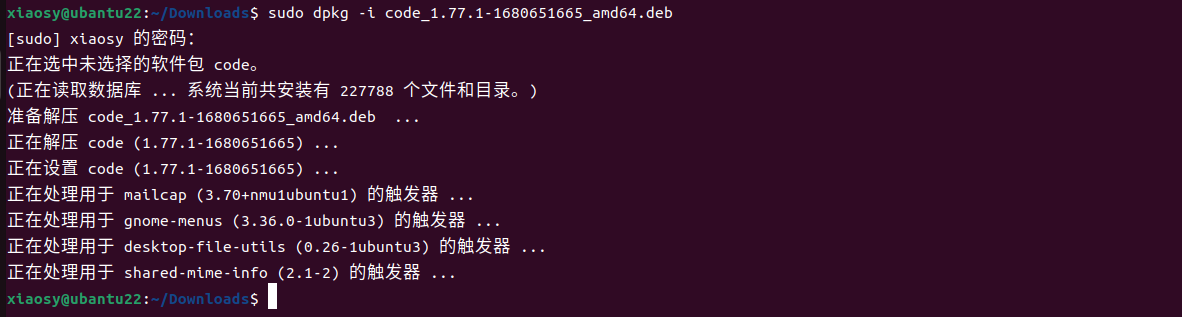 xiaosy@ubantu22:~/Downloads$ sudo dpkg -i code_1.77.1-1680651665_amd64.deb
[sudo] xiaosy 的密码：
正在选中未选择的软件包 code。
(正在读取数据库 ... 系统当前共安装有 227788 个文件和目录。)
准备解压 code_1.77.1-1680651665_amd64.deb  ...
正在解压 code (1.77.1-1680651665) ...
正在设置 code (1.77.1-1680651665) ...
正在处理用于 mailcap (3.70+nmu1ubuntu1) 的触发器 ...
正在处理用于 gnome-menus (3.36.0-1ubuntu3) 的触发器 ...
正在处理用于 desktop-file-utils (0.26-1ubuntu3) 的触发器 ...
正在处理用于 shared-mime-info (2.1-2) 的触发器 ...
xiaosy@ubantu22:~/Downloads$